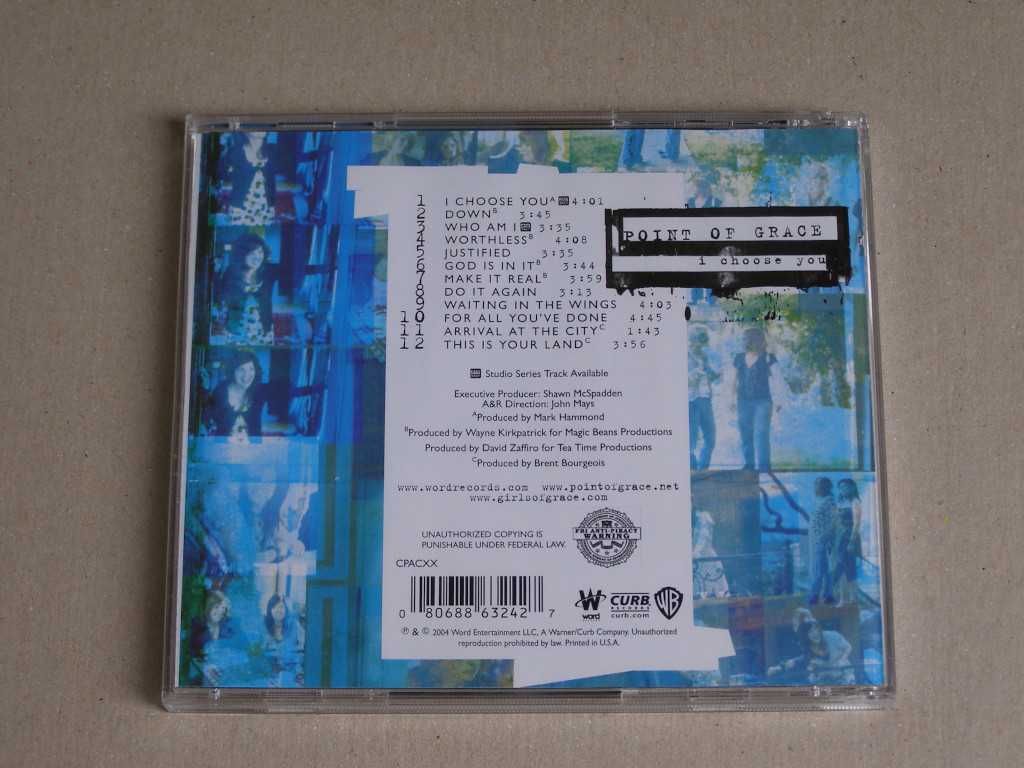 1 I CHOOSE YOU^A 4:01
2 DOWN^B 3:45
3 WHO AM I 3:35
4 WORTHLESS^B 4:08
5 JUSTIFIED 3:35
6 GOD IS IN IT^B 3:44
7 MAKE IT REAL^B 3:59
8 DO IT AGAIN 3:13
9 WAITING IN THE WINGS 4:03
10 FOR ALL YOU'VE DONE 4:45
11 ARRIVAL AT THE CITY^C 1:43
12 THIS IS YOUR LAND^C 3:56
POINT OF GRACE
i choose you
Studio Series Track Available
Executive Producer: Shawn McSpadden
A&R Direction: John Mays
^AProduced by Mark Hammond
^BProduced by Wayne Kirkpatrick for Magic Beans Productions
Produced by David Zaffiro for Tea Time Productions
^CProduced by Brent Bourgeois
www.wordrecords.com www.pointofgrace.net
www.girlsofgrace.com
UNAUTHORIZED COPYING IS
PUNISHABLE UNDER FEDERAL LAW.
FBI ANTI-PIRACY
WARNING
CPACXX
0 80688 63242 7
W
word
CURB
RECORDS
curb.com
WB
℗ & © 2004 Word Entertainment LLC, A Warner/Curb Company. Unauthorized
reproduction prohibited by law. Printed in U.S.A.